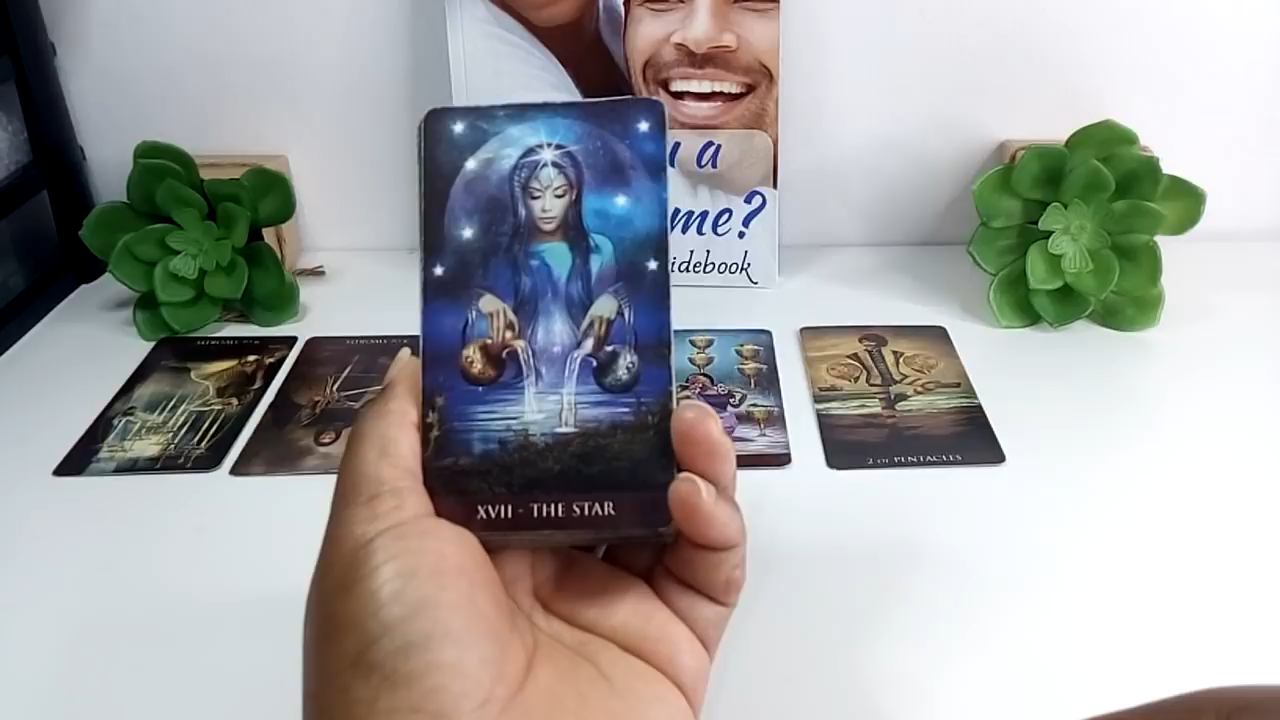 u a
me?
idebook
XVII - THE STAR
2 OF PENTACLES